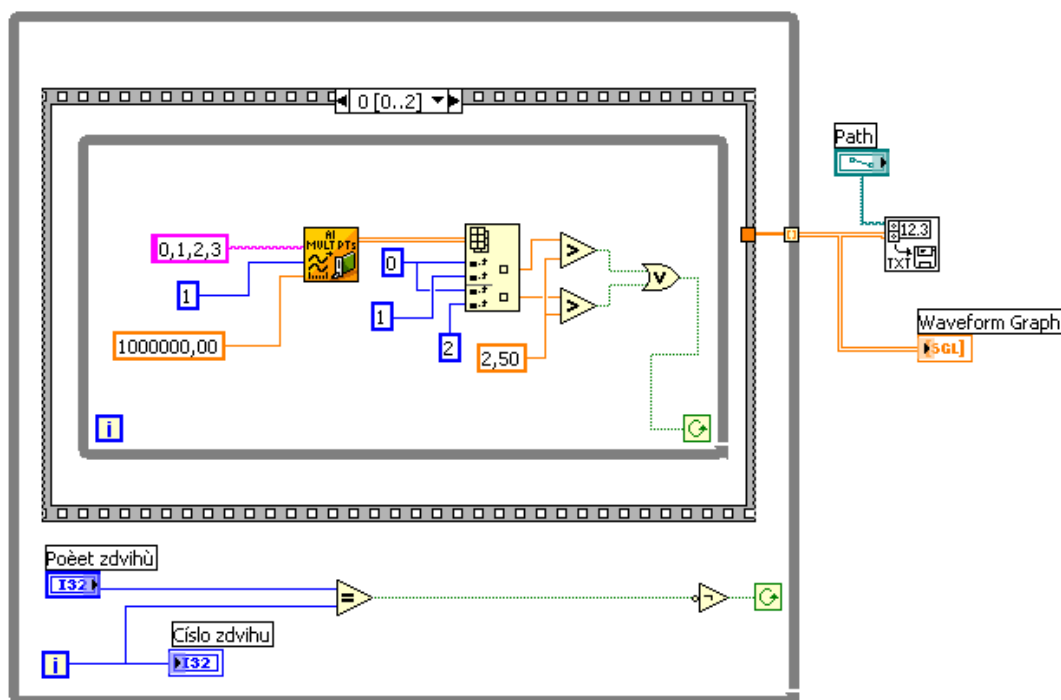 0 [0..2]
Path
0,1,2,3
AI
MULT PTS
0
12.3
TXT
1
1
2
2,50
V
1000000,00
Waveform Graph
SGL]
i
Poèet zdvihù
I32
=
Císlo zdvihu
i
I32